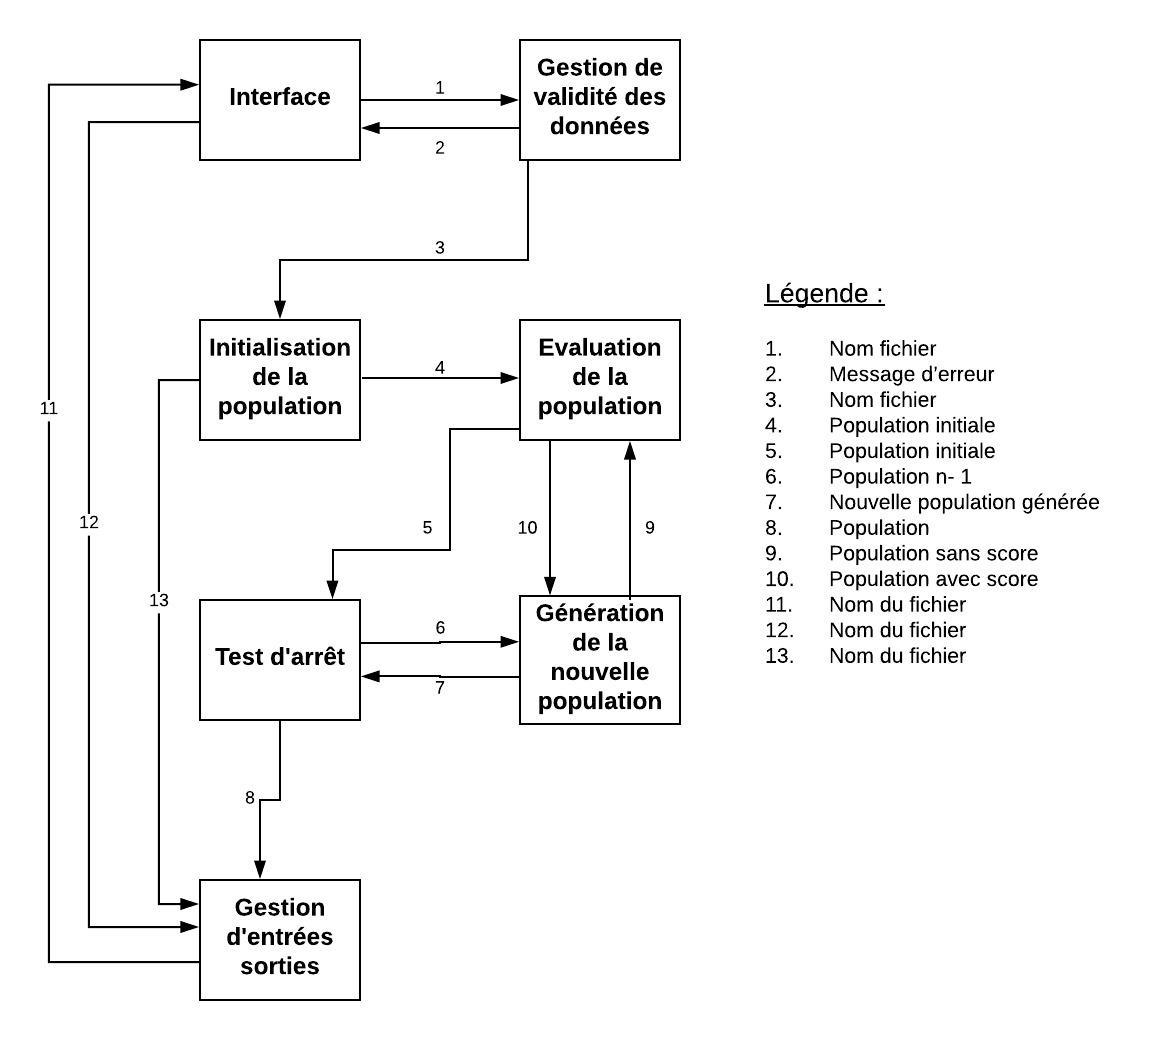 Interface
1
2
Gestion de
validité des
données
3
Initialisation
de la
population
4
Evaluation
de la
population
11
12
13
5
10
9
Test d'arrêt
6
7
Génération
de la
nouvelle
population
8
Gestion
d'entrées
sorties
Légende :
1. Nom fichier
2. Message d’erreur
3. Nom fichier
4. Population initiale
5. Population initiale
6. Population n- 1
7. Nouvelle population générée
8. Population
9. Population sans score
10. Population avec score
11. Nom du fichier
12. Nom du fichier
13. Nom du fichier